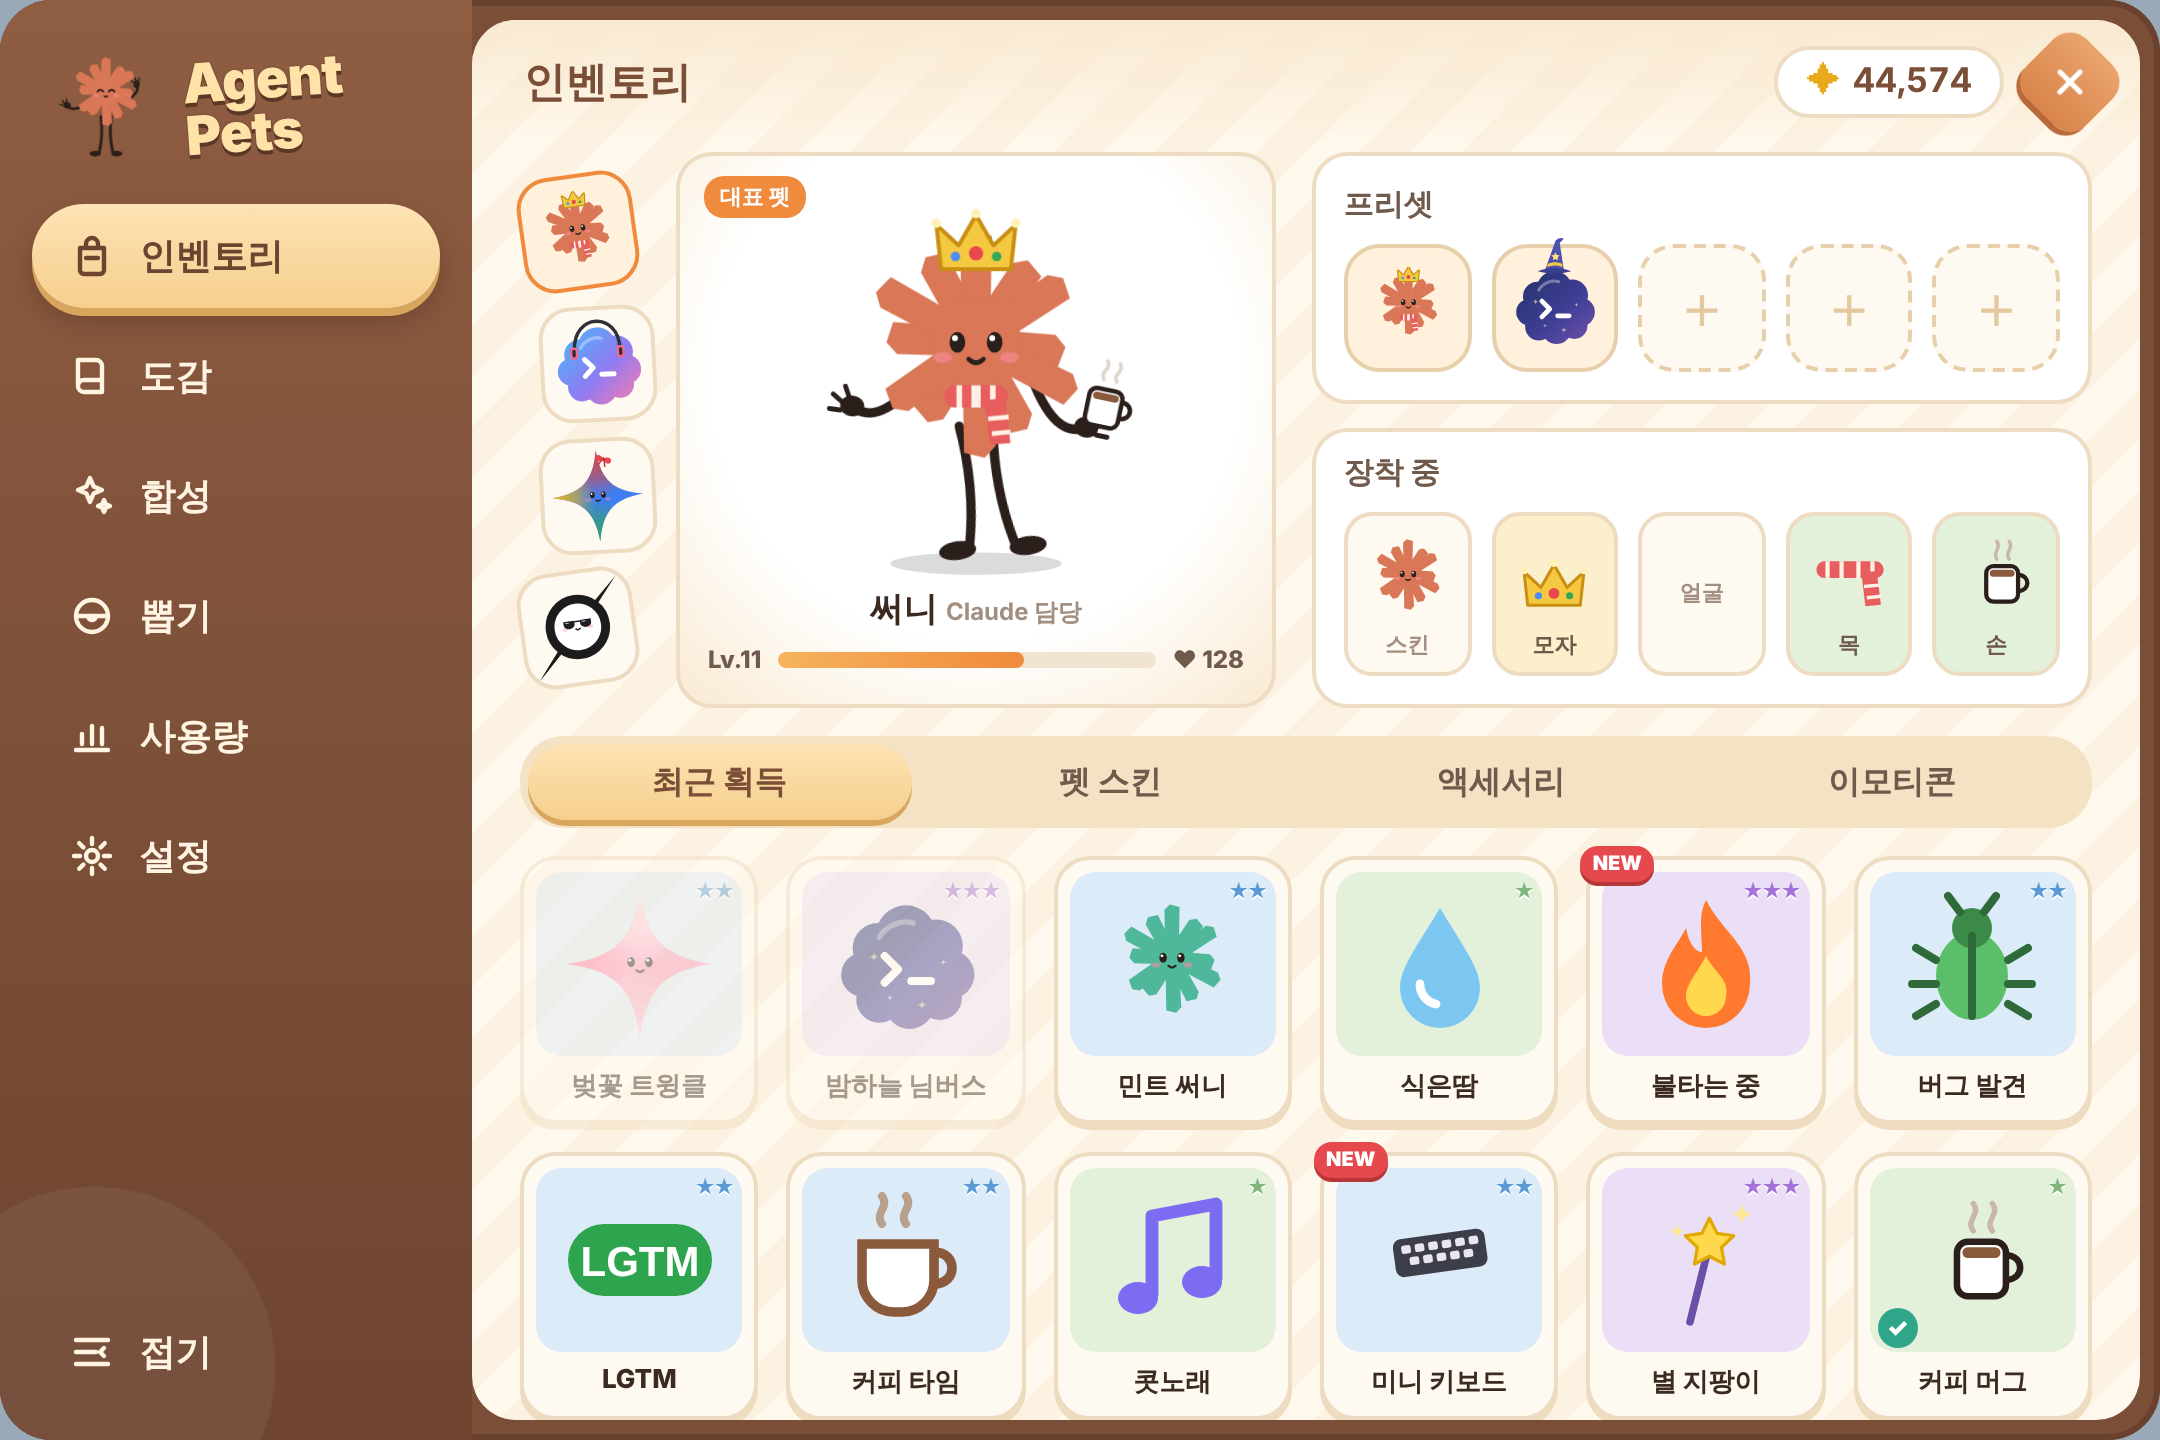 Agent
Pets
인벤토리
도감
합성
뽑기
사용량
설정
접기
인벤토리
44,574
대표 펫
써니 Claude 담당
Lv.11
128
프리셋
장착 중
스킨
모자
얼굴
목
손
최근 획득
펫 스킨
액세서리
이모티콘
벚꽃 트윙클
밤하늘 님버스
민트 써니
식은땀
NEW
불타는 중
버그 발견
LGTM
LGTM
커피 타임
콧노래
NEW
미니 키보드
별 지팡이
커피 머그